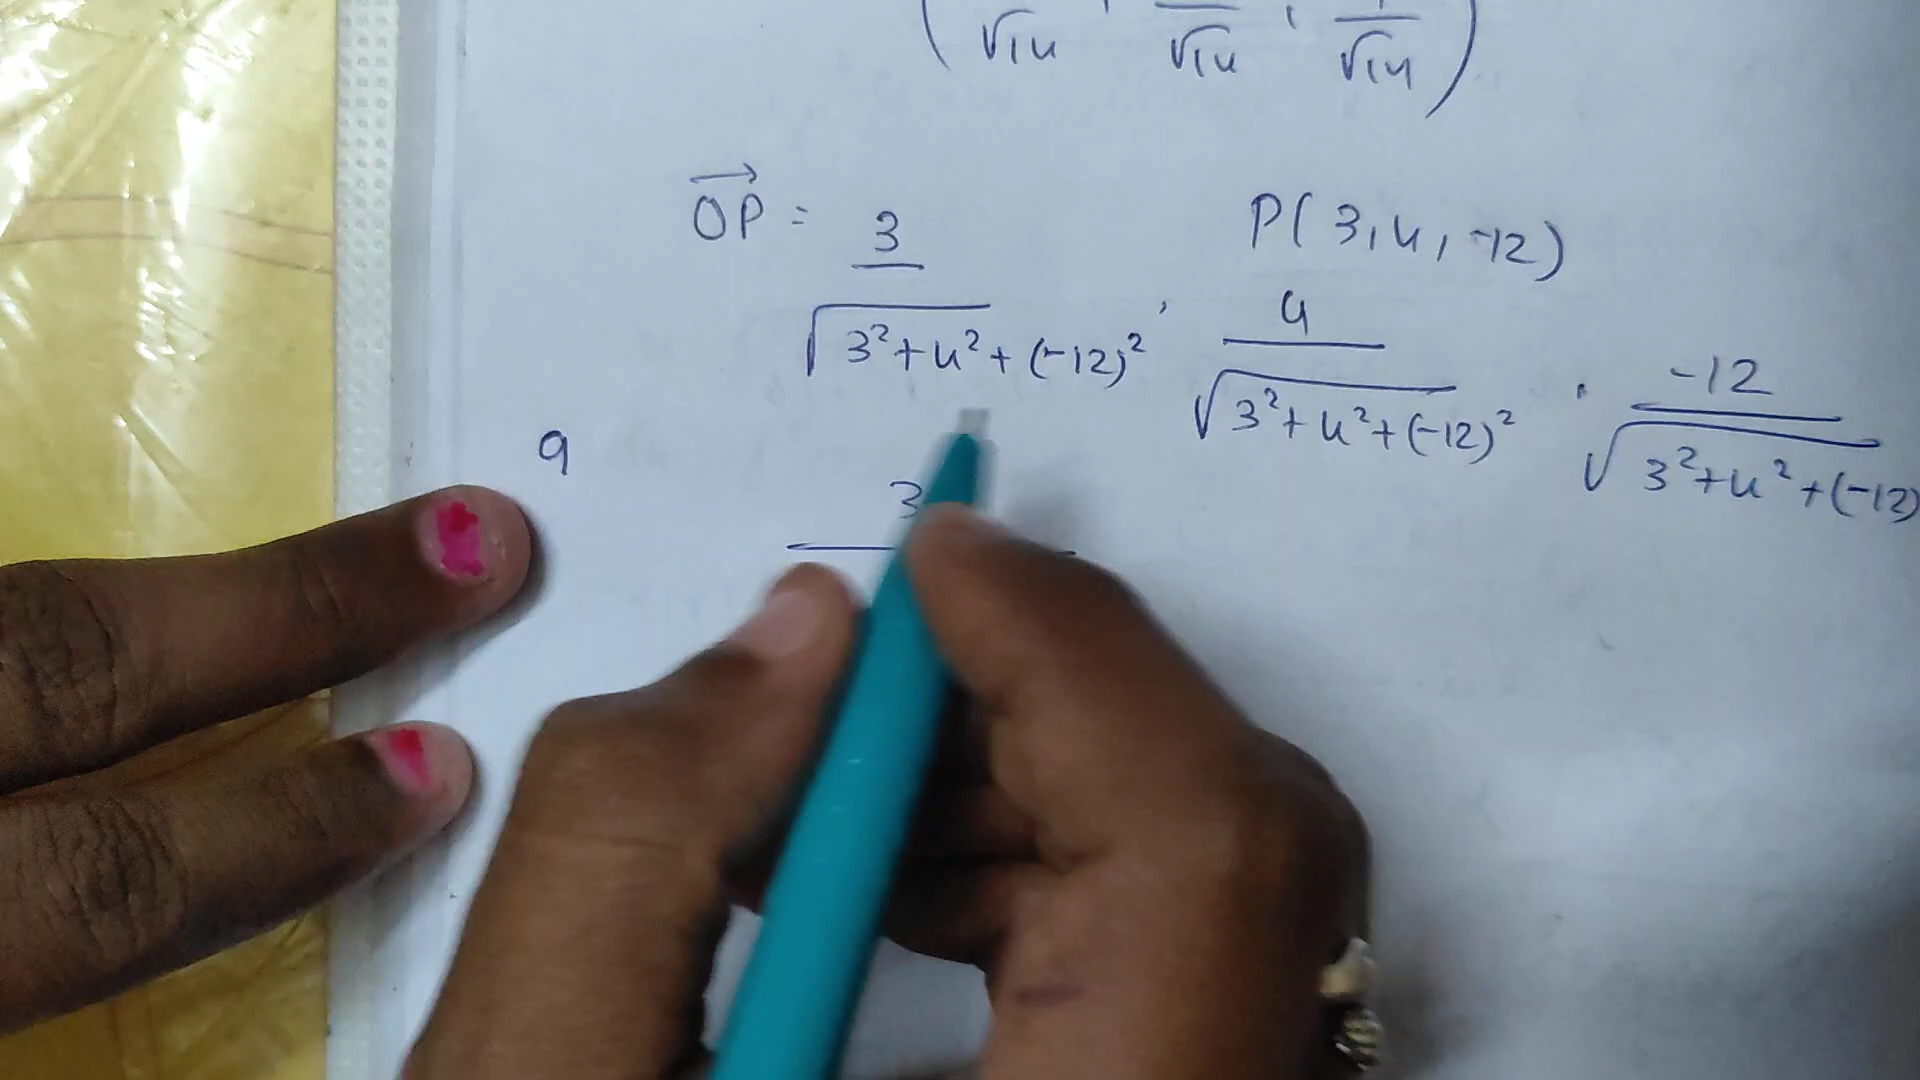 ( /√14 , /√14 , /√14 )
OP = 3/√3²+4²+(-12)² , 4/√3²+4²+(-12)² , -12/√3²+4²+(-12)
P(3,4,-12)
9
3